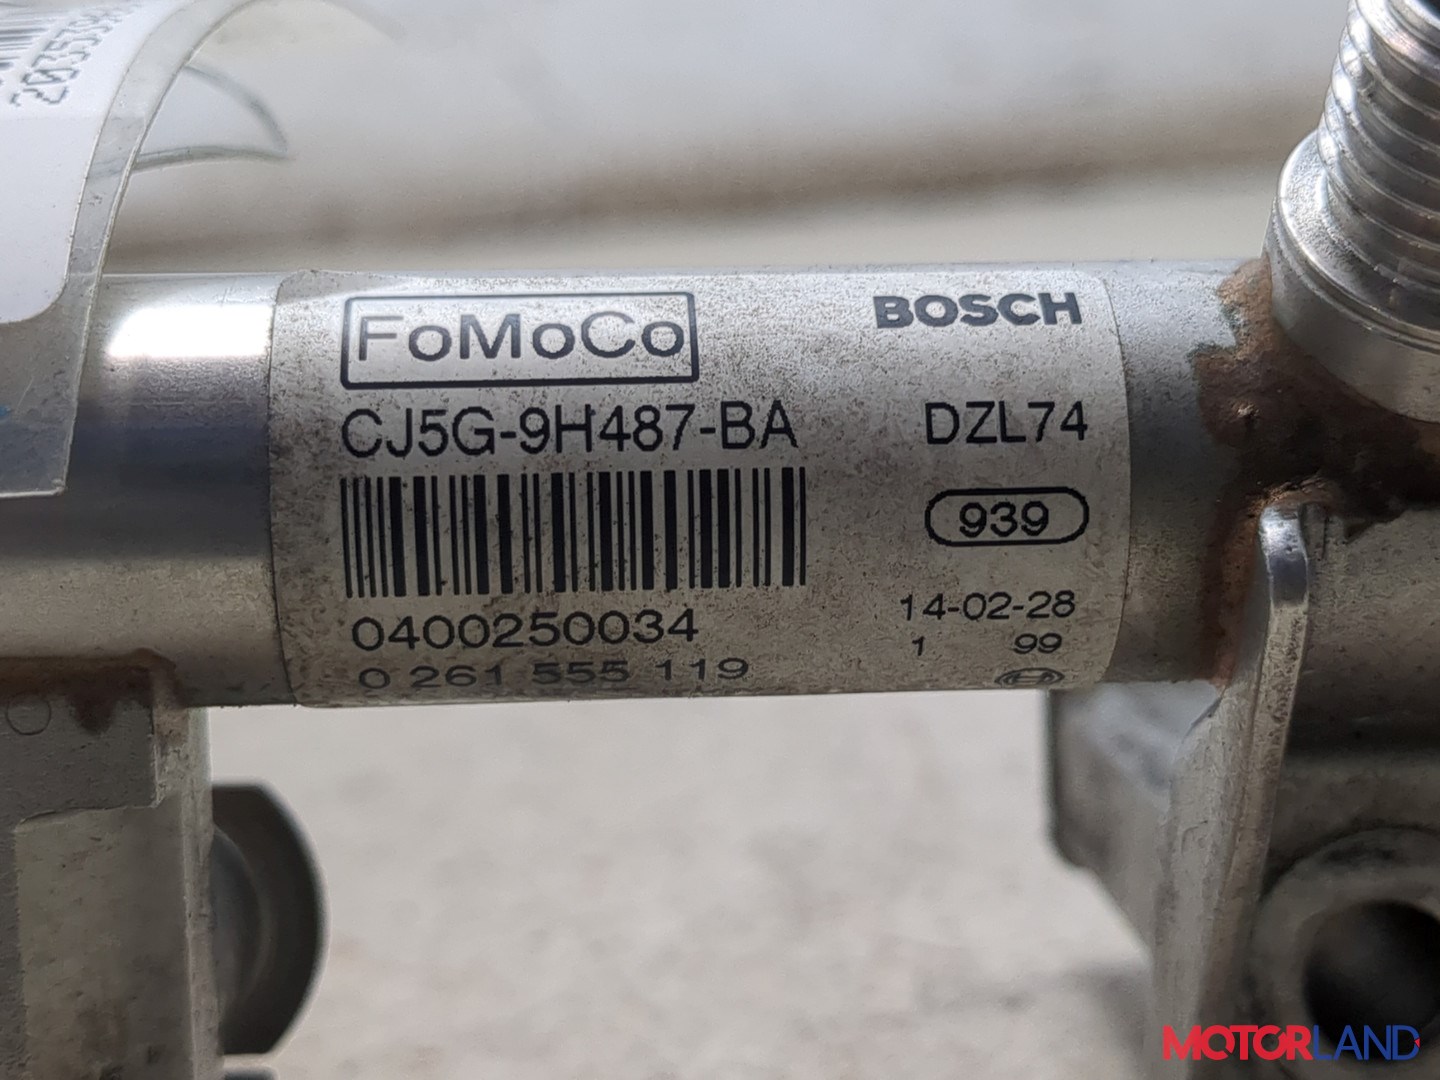 FoMoCo
BOSCH
CJ5G-9H487-BA
DZL74
939
0400250034
14-02-28
0 261 555 119
1 99
MOTORLAND